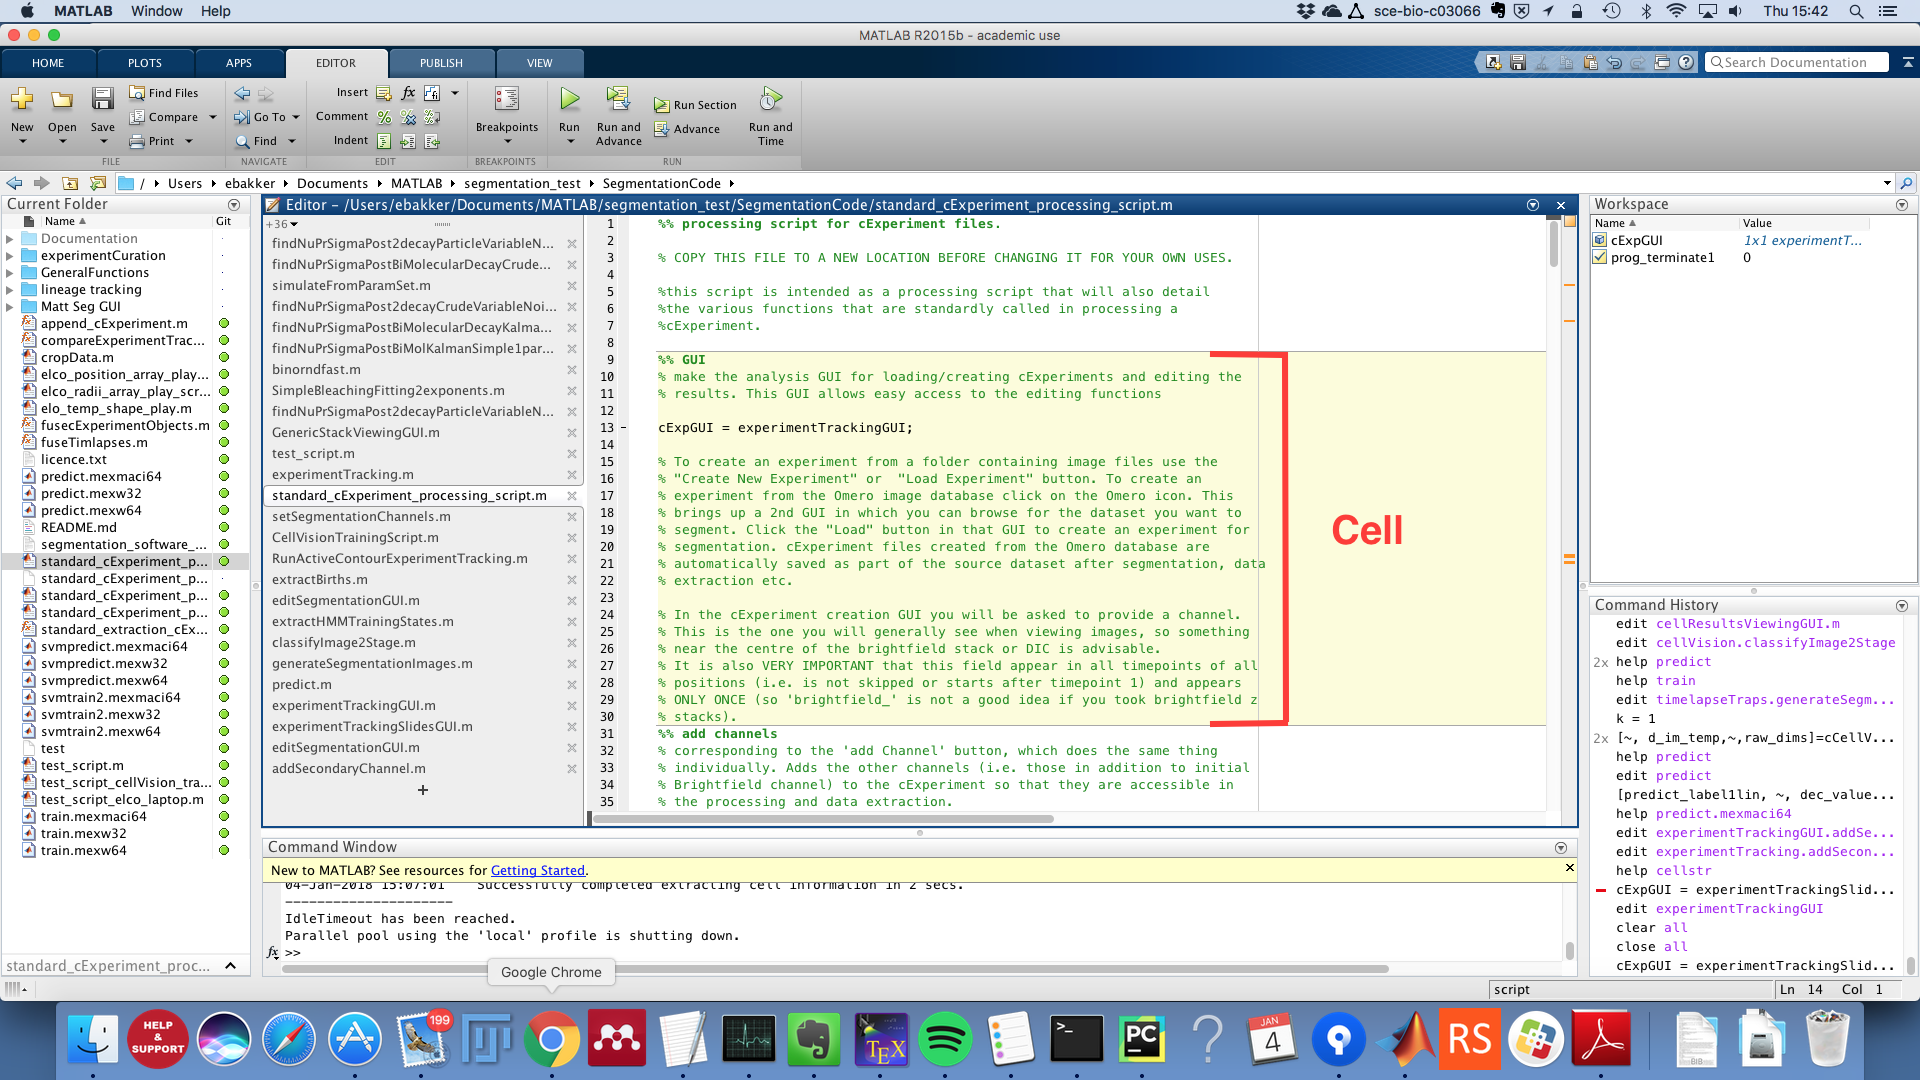 MATLAB Window Help
sce-bio-c03066
Thu 15:42
MATLAB R2015b - academic use
HOME PLOTS APPS EDITOR PUBLISH VIEW
Search Documentation
New Open Save
Find Files
Compare
Print
FILE
Go To
Find
NAVIGATE
Insert
Comment
Indent
EDIT
Breakpoints
BREAKPOINTS
Run
Run and Advance
Run Section
Advance
Run and Time
RUN
/ Users ebakker Documents MATLAB segmentation_test SegmentationCode
Current Folder
Name Git
Documentation
experimentCuration
GeneralFunctions
lineage tracking
Matt Seg GUI
append_cExperiment.m
compareExperimentTrac...
cropData.m
elco_position_array_play...
elco_radii_array_play_scr...
elo_temp_shape_play.m
fusecExperimentObjects.m
fuseTimlapses.m
licence.txt
predict.mexmaci64
predict.mexw32
predict.mexw64
README.md
segmentation_software_...
standard_cExperiment_p...
standard_cExperiment_p...
standard_cExperiment_p...
standard_cExperiment_p...
standard_extraction_cEx...
svmpredict.mexmaci64
svmpredict.mexw32
svmpredict.mexw64
svmtrain2.mexmaci64
svmtrain2.mexw32
svmtrain2.mexw64
test
test_script.m
test_script_cellVision_tra...
test_script_elco_laptop.m
train.mexmaci64
train.mexw32
train.mexw64
standard_cExperiment_proc...
Editor - /Users/ebakker/Documents/MATLAB/segmentation_test/SegmentationCode/standard_cExperiment_processing_script.m
+36
findNuPrSigmaPost2decayParticleVariableN...
findNuPrSigmaPostBiMolecularDecayCrude...
simulateFromParamSet.m
findNuPrSigmaPost2decayCrudeVariableNoi...
findNuPrSigmaPostBiMolecularDecayKalma...
findNuPrSigmaPostBiMolKalmanSimple1par...
binorndfast.m
SimpleBleachingFitting2exponents.m
findNuPrSigmaPost2decayParticleVariableN...
GenericStackViewingGUI.m
test_script.m
experimentTracking.m
standard_cExperiment_processing_script.m
setSegmentationChannels.m
CellVisionTrainingScript.m
RunActiveContourExperimentTracking.m
extractBirths.m
editSegmentationGUI.m
extractHMMTrainingStates.m
classifyImage2Stage.m
generateSegmentationImages.m
predict.m
experimentTrackingGUI.m
experimentTrackingSlidesGUI.m
editSegmentationGUI.m
addSecondaryChannel.m
+
1 %% processing script for cExperiment files.
2
3 % COPY THIS FILE TO A NEW LOCATION BEFORE CHANGING IT FOR YOUR OWN USES.
4
5 %this script is intended as a processing script that will also detail
6 %the various functions that are standardly called in processing a
7 %cExperiment.
8
9 %% GUI
10 % make the analysis GUI for loading/creating cExperiments and editing the
11 % results. This GUI allows easy access to the editing functions
12
13 - cExpGUI = experimentTrackingGUI;
14
15 % To create an experiment from a folder containing image files use the
16 % "Create New Experiment" or "Load Experiment" button. To create an
17 % experiment from the Omero image database click on the Omero icon. This
18 % brings up a 2nd GUI in which you can browse for the dataset you want to
19 % segment. Click the "Load" button in that GUI to create an experiment for
20 % segmentation. cExperiment files created from the Omero database are
21 % automatically saved as part of the source dataset after segmentation, data
22 % extraction etc.
23
24 % In the cExperiment creation GUI you will be asked to provide a channel.
25 % This is the one you will generally see when viewing images, so something
26 % near the centre of the brightfield stack or DIC is advisable.
27 % It is also VERY IMPORTANT that this field appear in all timepoints of all
28 % positions (i.e. is not skipped or starts after timepoint 1) and appears
29 % ONLY ONCE (so 'brightfield_' is not a good idea if you took brightfield z
30 % stacks).
31 %% add channels
32 % corresponding to the 'add Channel' button, which does the same thing
33 % individually. Adds the other channels (i.e. those in addition to initial
34 % Brightfield channel) to the cExperiment so that they are accessible in
35 % the processing and data extraction.
Cell
Command Window
New to MATLAB? See resources for Getting Started.
04-Jan-2018 15:07:01 Successfully completed extracting cell information in 2 secs.
---------------------
IdleTimeout has been reached.
Parallel pool using the 'local' profile is shutting down.
fx >>
Workspace
Name Value
cExpGUI 1x1 experimentT...
prog_terminate1 0
Command History
edit cellResultsViewingGUI.m
edit cellVision.classifyImage2Stage
2x help predict
help train
edit timelapseTraps.generateSegm...
k = 1
2x [~, d_im_temp,~,raw_dims]=cCellV...
help predict
edit predict
[predict_label1lin, ~, dec_value...
help predict.mexmaci64
edit experimentTrackingGUI.addSe...
edit experimentTracking.addSecon...
help cellstr
cExpGUI = experimentTrackingSlid...
edit experimentTrackingGUI
clear all
close all
cExpGUI = experimentTrackingSlid...
script
Ln 14 Col 1
Google Chrome
HELP & SUPPORT
199
TEX
PC
JAN 4
RS